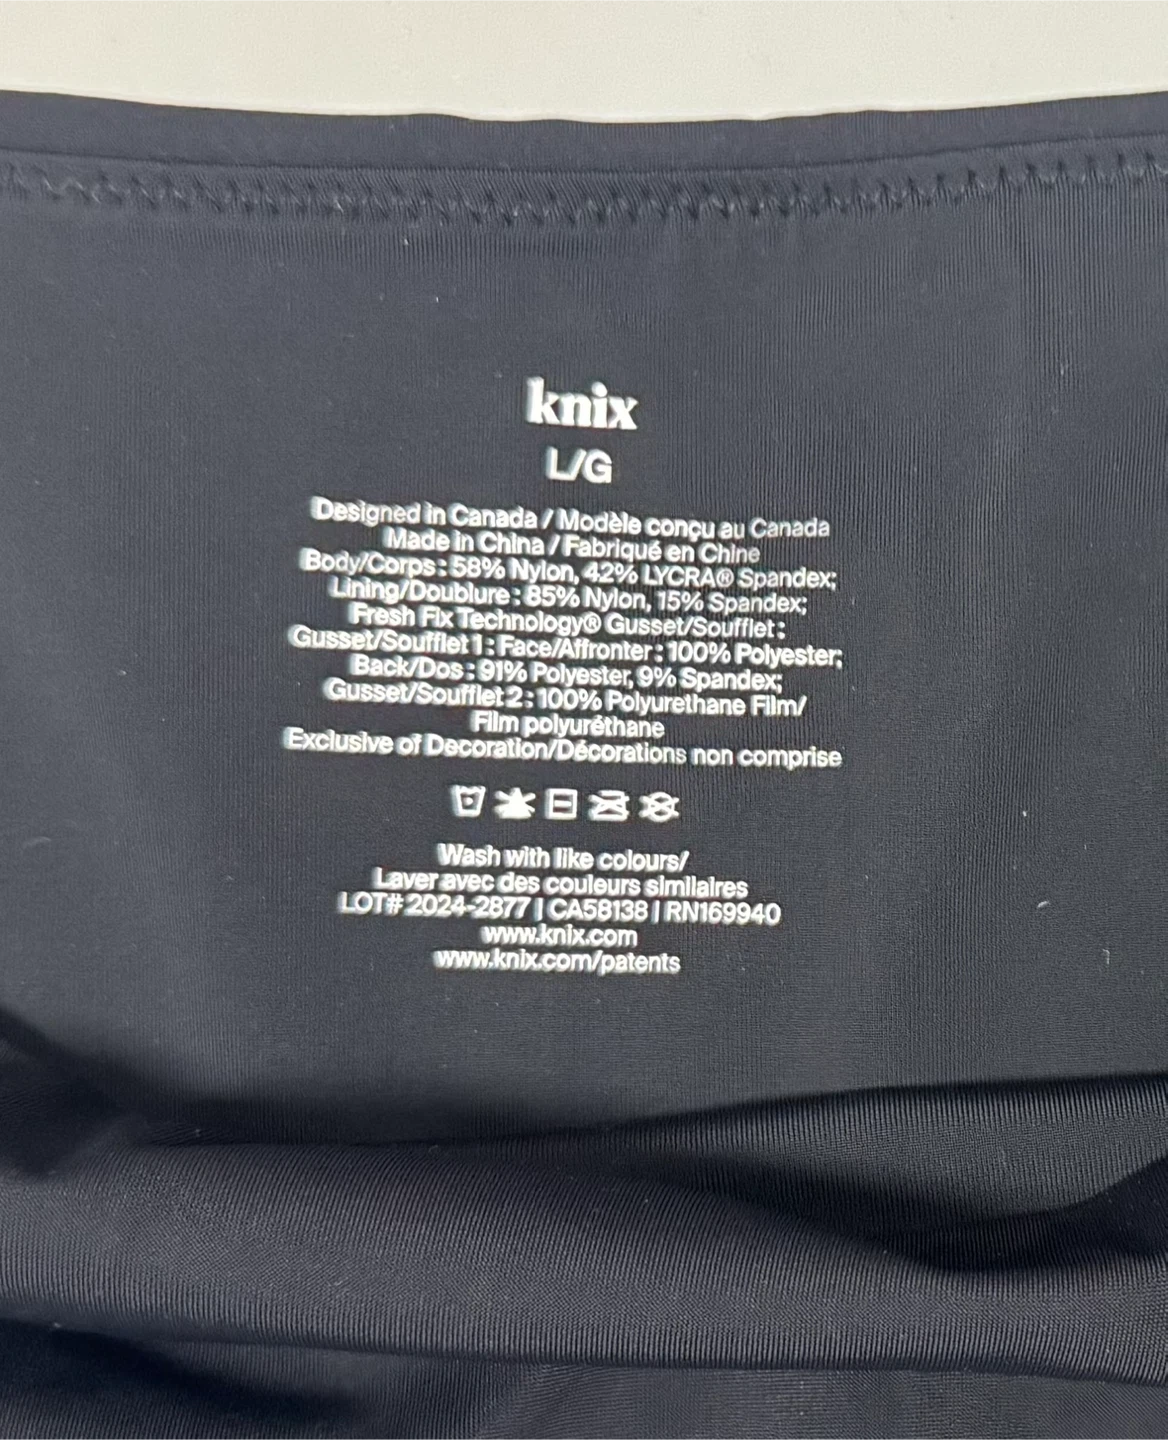 knix
L/G
Designed in Canada / Modèle conçu au Canada
Made in China / Fabriqué en Chine
Body/Corps : 58% Nylon, 42% LYCRA® Spandex;
Lining/Doublure : 85% Nylon, 15% Spandex;
Fresh Fix Technology® Gusset/Soufflet :
Gusset/Soufflet 1 : Face/Affronter : 100% Polyester;
Back/Dos : 91% Polyester, 9% Spandex;
Gusset/Soufflet 2 : 100% Polyurethane Film/
Film polyuréthane
Exclusive of Decoration/Décorations non comprise
Wash with like colours/
Laver avec des couleurs similaires
LOT# 2024-2877 | CA58138 | RN169940
www.knix.com
www.knix.com/patents